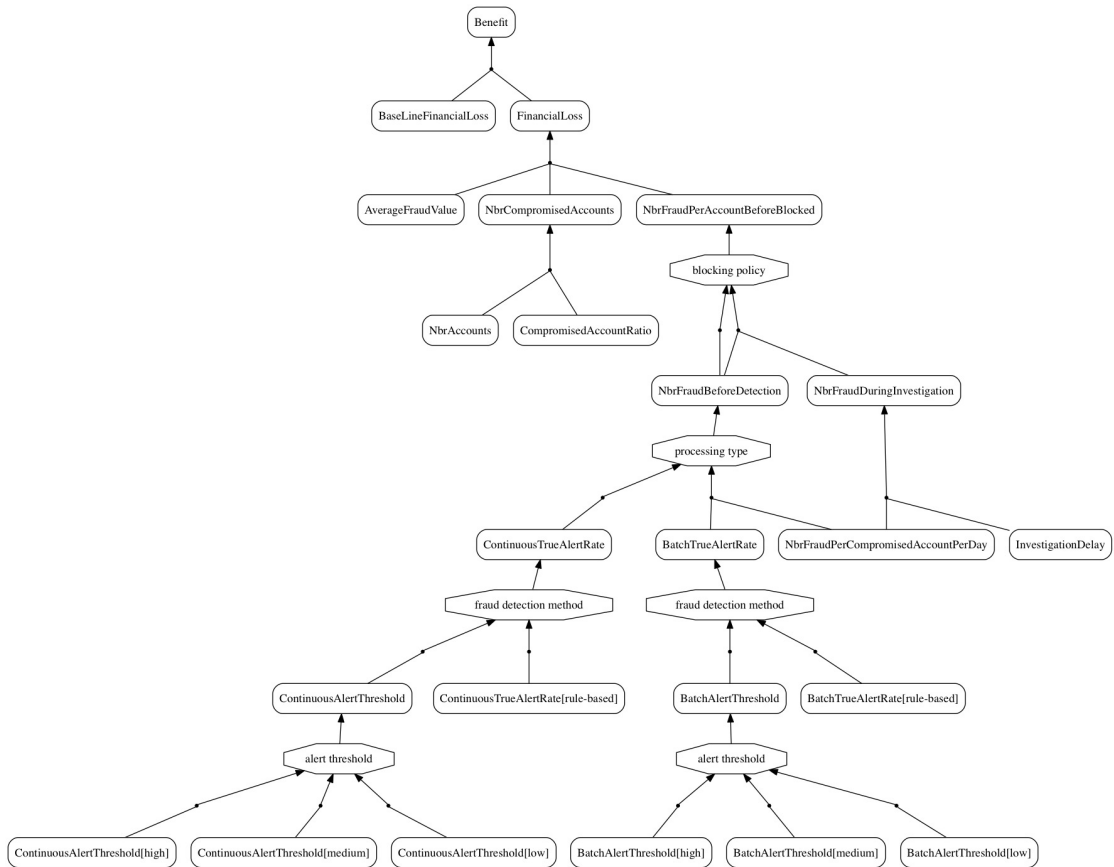 Benefit
BaseLineFinancialLoss
FinancialLoss
AverageFraudValue
NbrCompromisedAccounts
NbrFraudPerAccountBeforeBlocked
blocking policy
NbrAccounts
CompromisedAccountRatio
NbrFraudBeforeDetection
NbrFraudDuringInvestigation
processing type
ContinuousTrueAlertRate
BatchTrueAlertRate
NbrFraudPerCompromisedAccountPerDay
InvestigationDelay
fraud detection method
fraud detection method
ContinuousAlertThreshold
ContinuousTrueAlertRate[rule-based]
BatchAlertThreshold
BatchTrueAlertRate[rule-based]
alert threshold
alert threshold
ContinuousAlertThreshold[high]
ContinuousAlertThreshold[medium]
ContinuousAlertThreshold[low]
BatchAlertThreshold[high]
BatchAlertThreshold[medium]
BatchAlertThreshold[low]